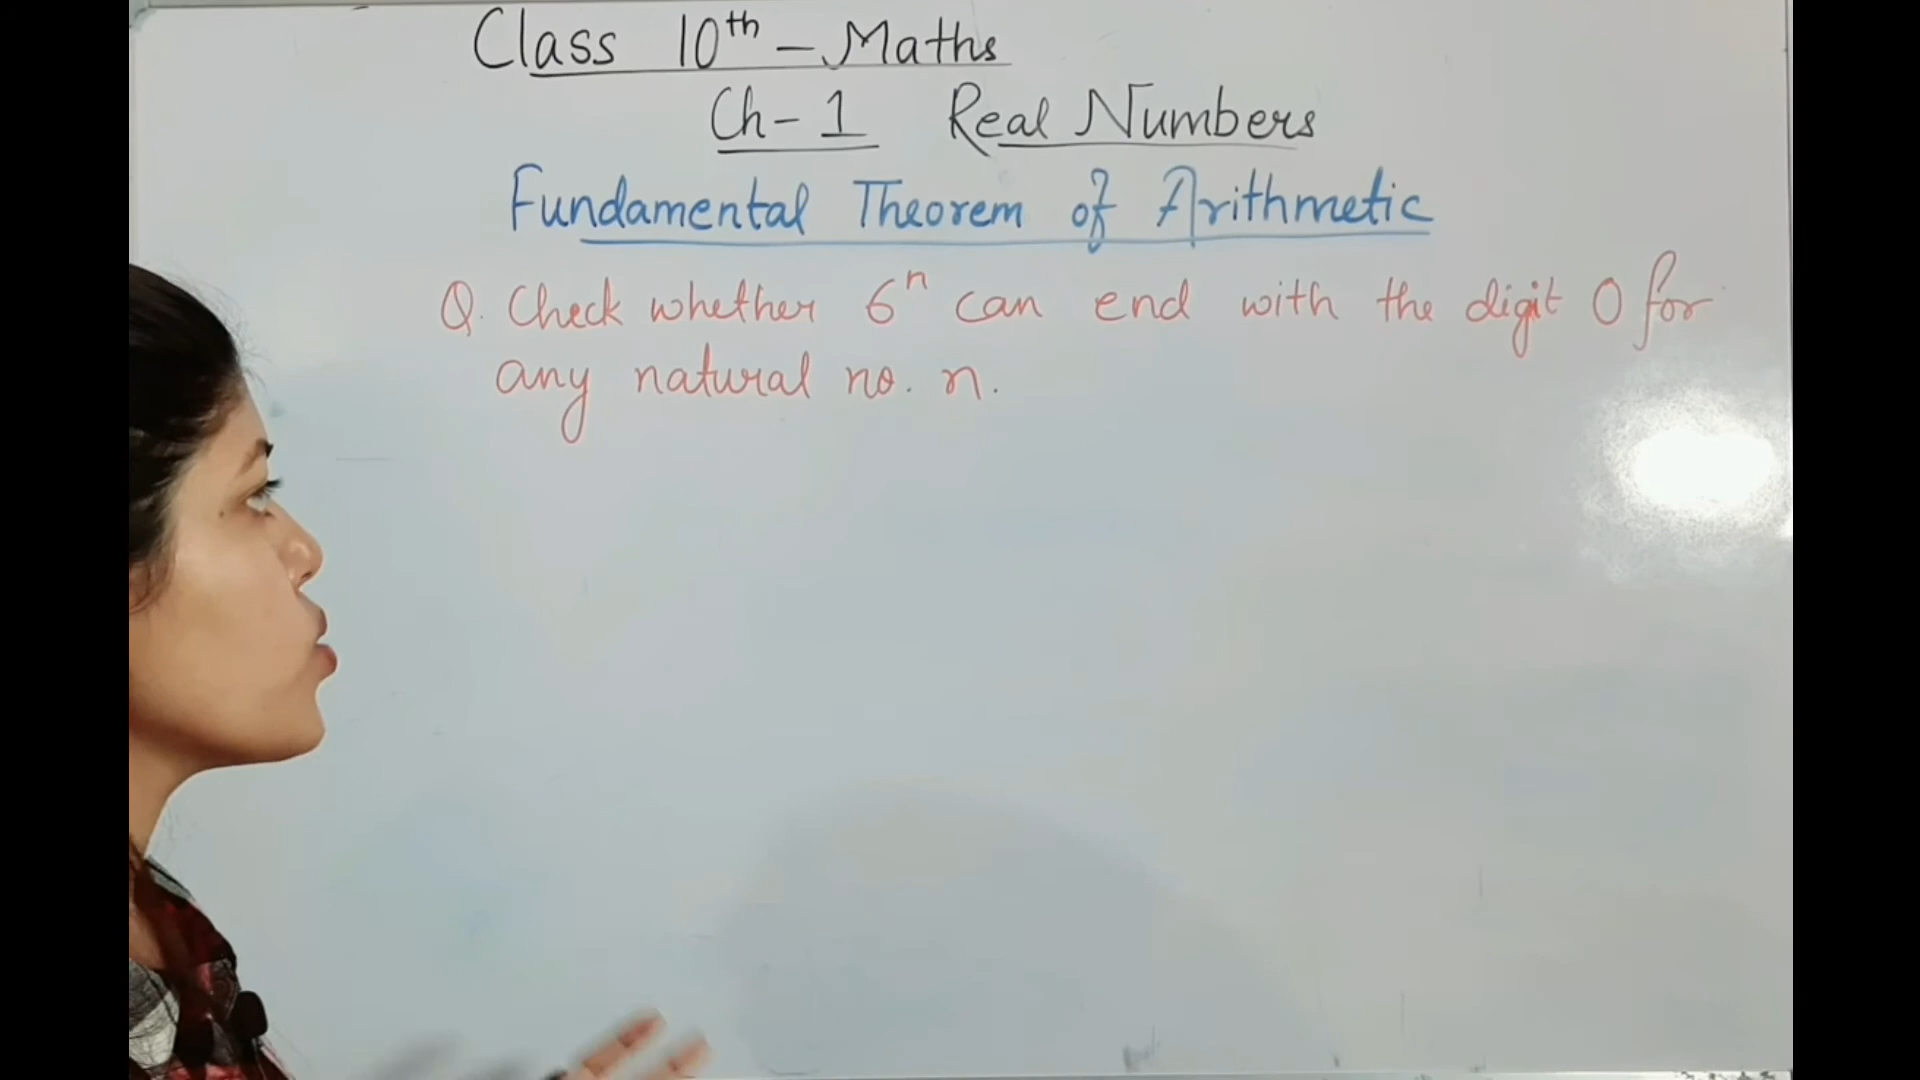 Class 10th - Maths
Ch-1 Real Numbers
Fundamental Theorem of Arithmetic
Q. Check whether 6ⁿ can end with the digit 0 for
any natural no. n.